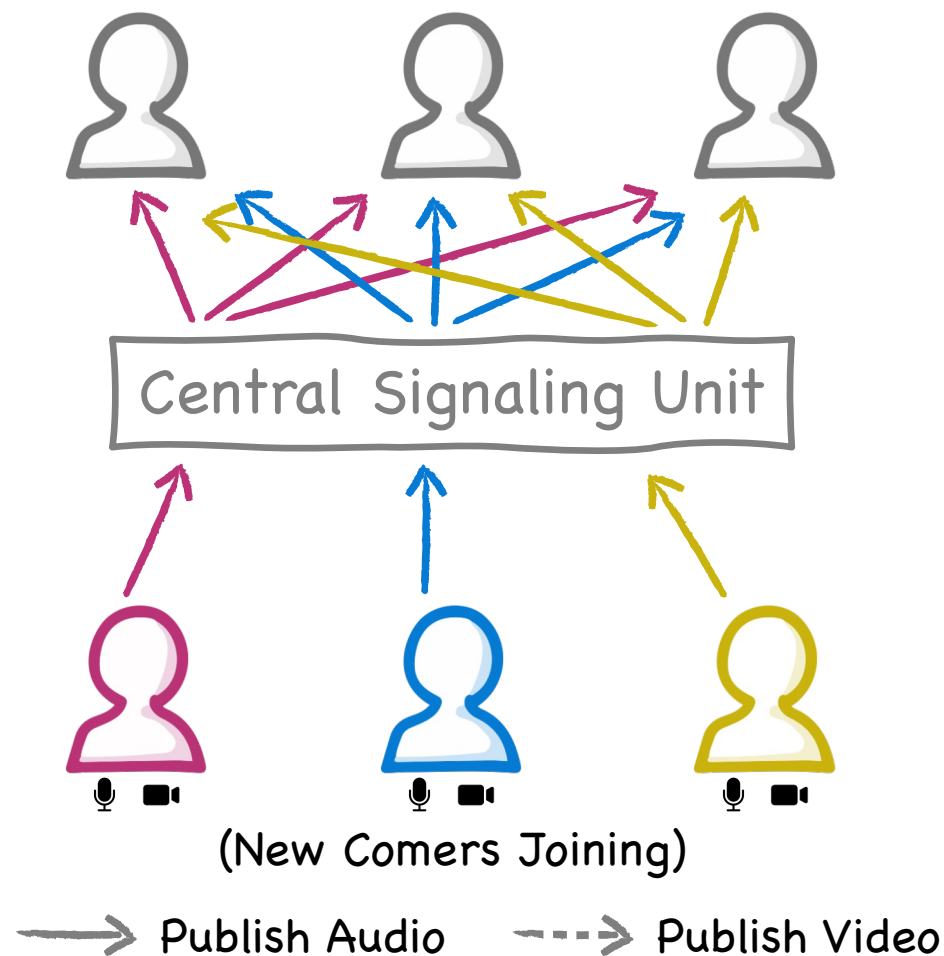 Central Signaling Unit
(New Comers Joining)
Publish Audio
Publish Video